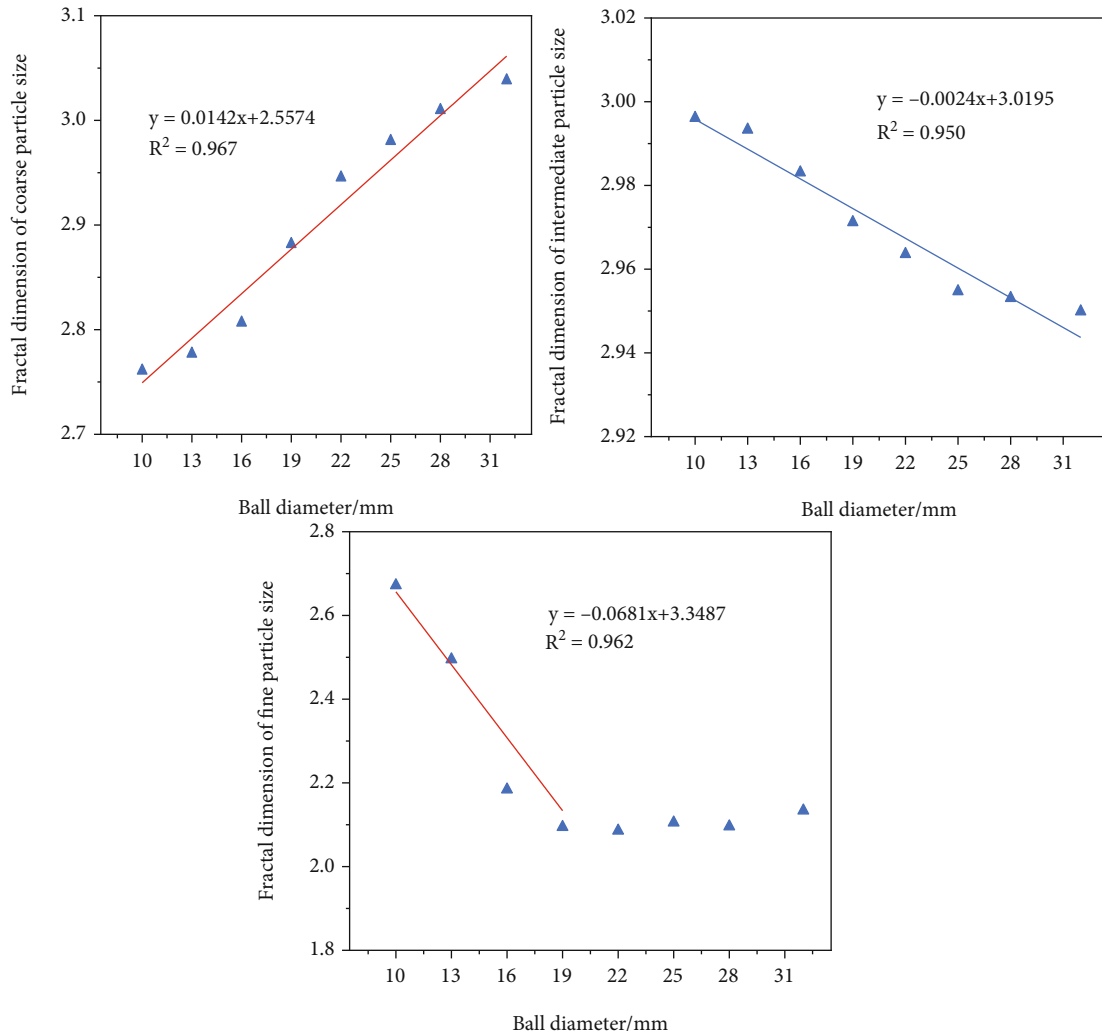 Fractal dimension of coarse particle size
3.1
3.0
2.9
2.8
2.7
y = 0.0142x+2.5574
R² = 0.967
10 13 16 19 22 25 28 31
Ball diameter/mm
Fractal dimension of intermediate particle size
3.02
3.00
2.98
2.96
2.94
2.92
y = –0.0024x+3.0195
R² = 0.950
10 13 16 19 22 25 28 31
Ball diameter/mm
Fractal dimension of fine particle size
2.8
2.6
2.4
2.2
2.0
1.8
y = –0.0681x+3.3487
R² = 0.962
10 13 16 19 22 25 28 31
Ball diameter/mm